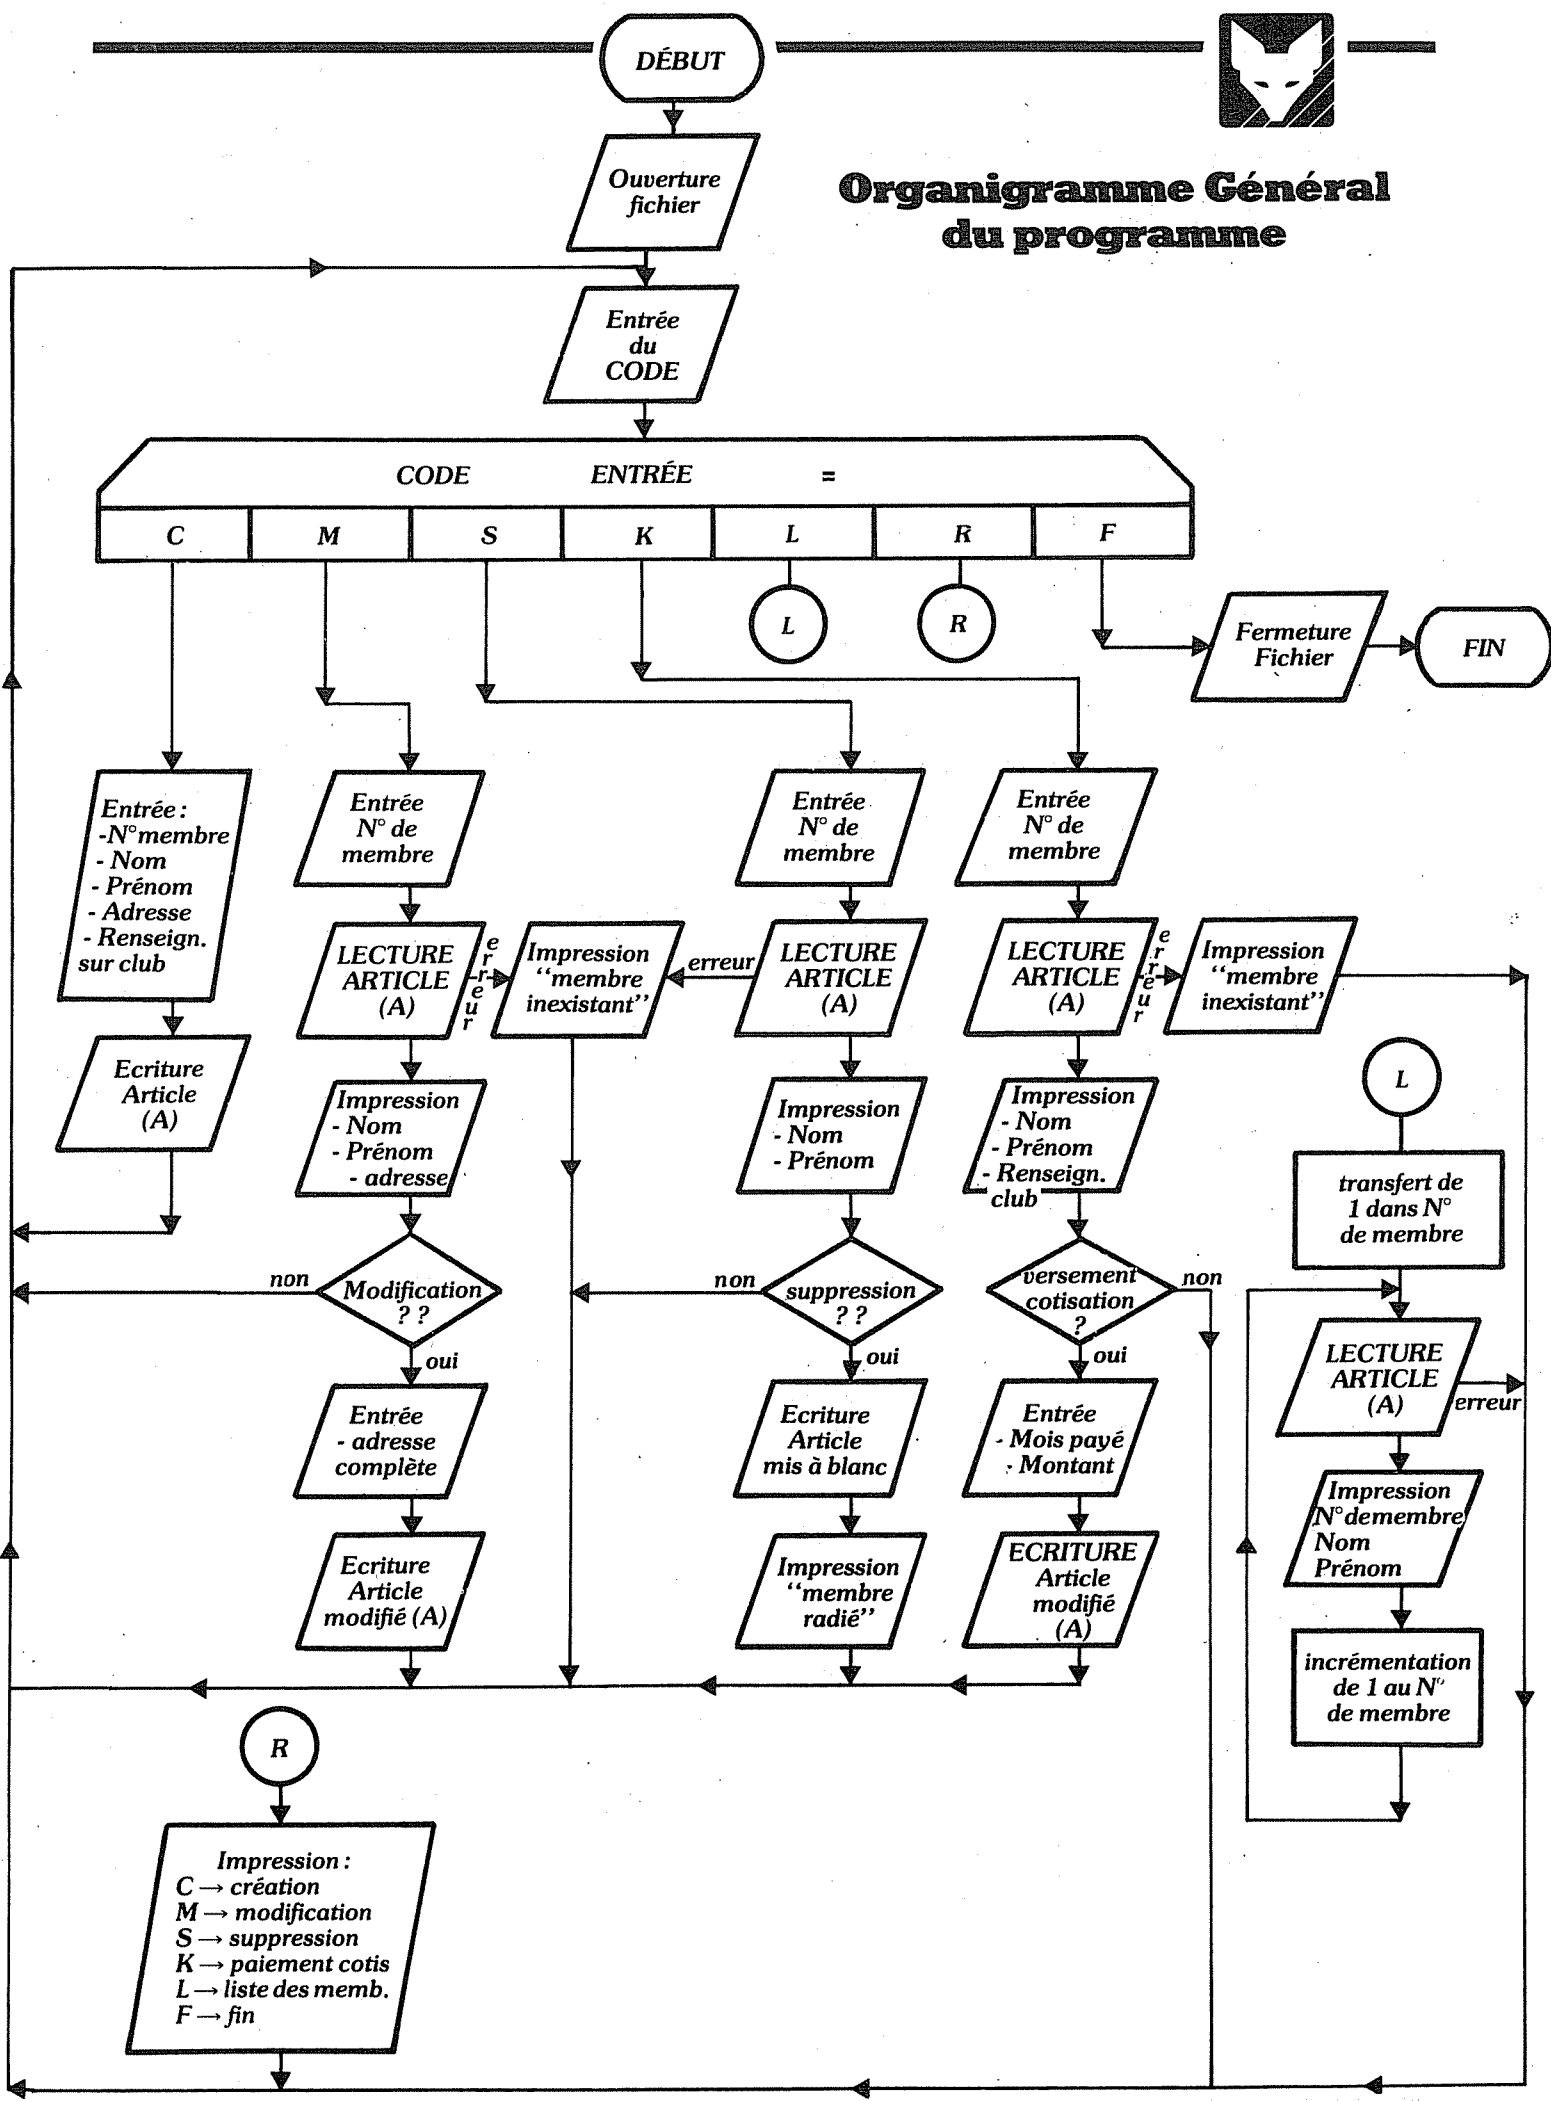 DÉBUT
Organigramme Général
du programme
Ouverture
fichier
Entrée
du
CODE
CODE ENTRÉE =
C M S K L R F
L
R
Fermeture
Fichier
FIN
Entrée :
-N° membre
- Nom
- Prénom
- Adresse
- Renseign.
sur club
Ecriture
Article
(A)
Entrée
N° de
membre
LECTURE
ARTICLE
(A)
erreur
Impression
“membre
inexistant”
Impression
- Nom
- Prénom
- adresse
Modification
? ?
non
oui
Entrée
- adresse
complète
Ecriture
Article
modifié (A)
Entrée
N° de
membre
LECTURE
ARTICLE
(A)
erreur
Impression
- Nom
- Prénom
suppression
? ?
non
oui
Ecriture
Article
mis à blanc
Impression
“membre
radié”
Entrée
N° de
membre
LECTURE
ARTICLE
(A)
erreur
Impression
“membre
inexistant”
Impression
- Nom
- Prénom
- Renseign.
club
versement
cotisation
?
non
oui
Entrée
- Mois payé
- Montant
ECRITURE
Article
modifié
(A)
L
transfert de
1 dans N°
de membre
LECTURE
ARTICLE
(A)
erreur
Impression
N° de membre
Nom
Prénom
incrémentation
de 1 au N°
de membre
R
Impression :
C → création
M → modification
S → suppression
K → paiement cotis
L → liste des memb.
F → fin